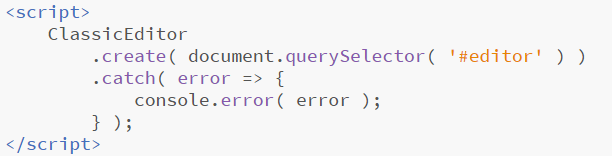 <script>
    ClassicEditor
        .create( document.querySelector( '#editor' ) )
        .catch( error => {
            console.error( error );
        } );
</script>